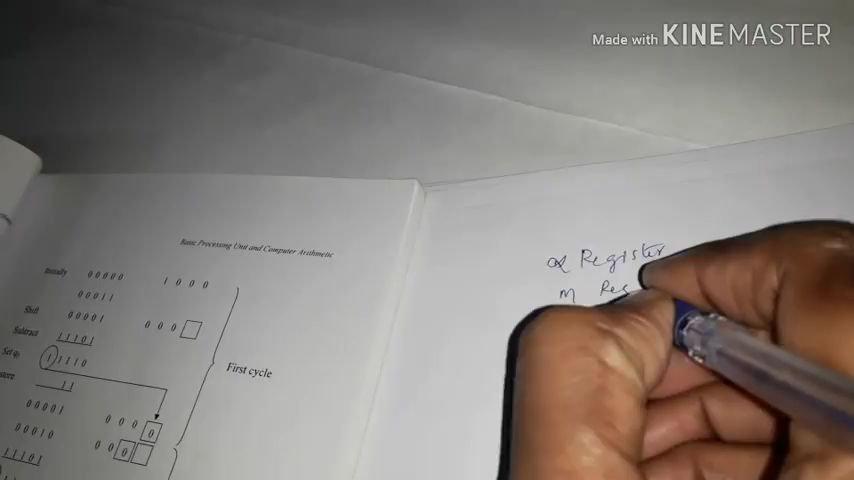 Made with KINEMASTER
Basic Processing Unit and Computer Arithmetic
Initially 0 0 0 0 0 1 0 0 0
0 0 0 1 1
Shift 0 0 0 0 1 0 0 0
Subtract 1 1 1 0 1
Set q₀ 1 1 1 1 0
store 1 1
First cycle
0 0 0 0 1 0 0 0 0
0 0 0 1 0 0 0 0
1 1 1 0 1
Register
M Reg